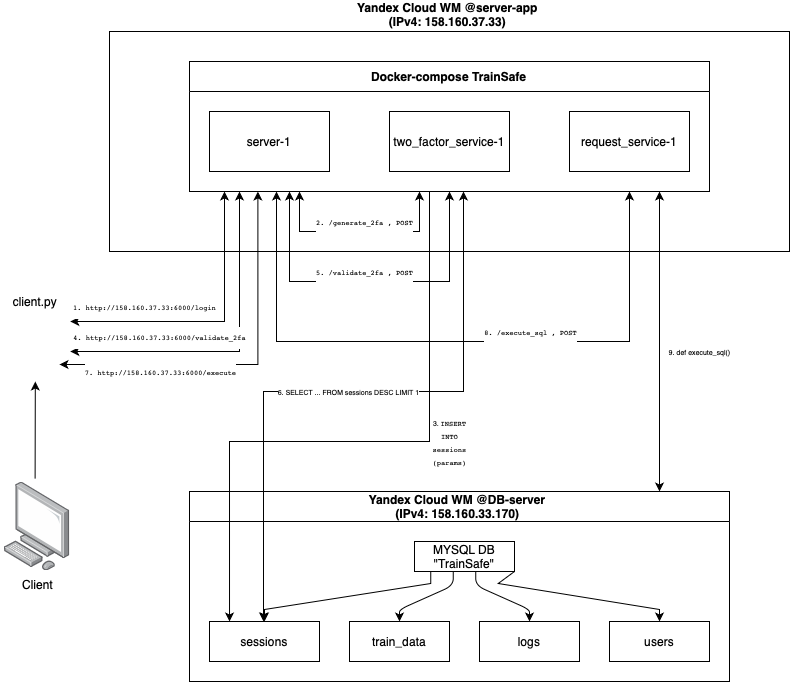 Yandex Cloud WM @server-app
(IPv4: 158.160.37.33)
Docker-compose TrainSafe
server-1
two_factor_service-1
request_service-1
2. /generate_2fa , POST
5. /validate_2fa , POST
client.py
1. http://158.160.37.33:6000/login
4. http://158.160.37.33:6000/validate_2fa
8. /execute_sql , POST
9. def execute_sql()
7. http://158.160.37.33:6000/execute
6. SELECT ... FROM sessions DESC LIMIT 1
3. INSERT
INTO
sessions
(params)
Yandex Cloud WM @DB-server
(IPv4: 158.160.33.170)
MYSQL DB
"TrainSafe"
Client
sessions
train_data
logs
users